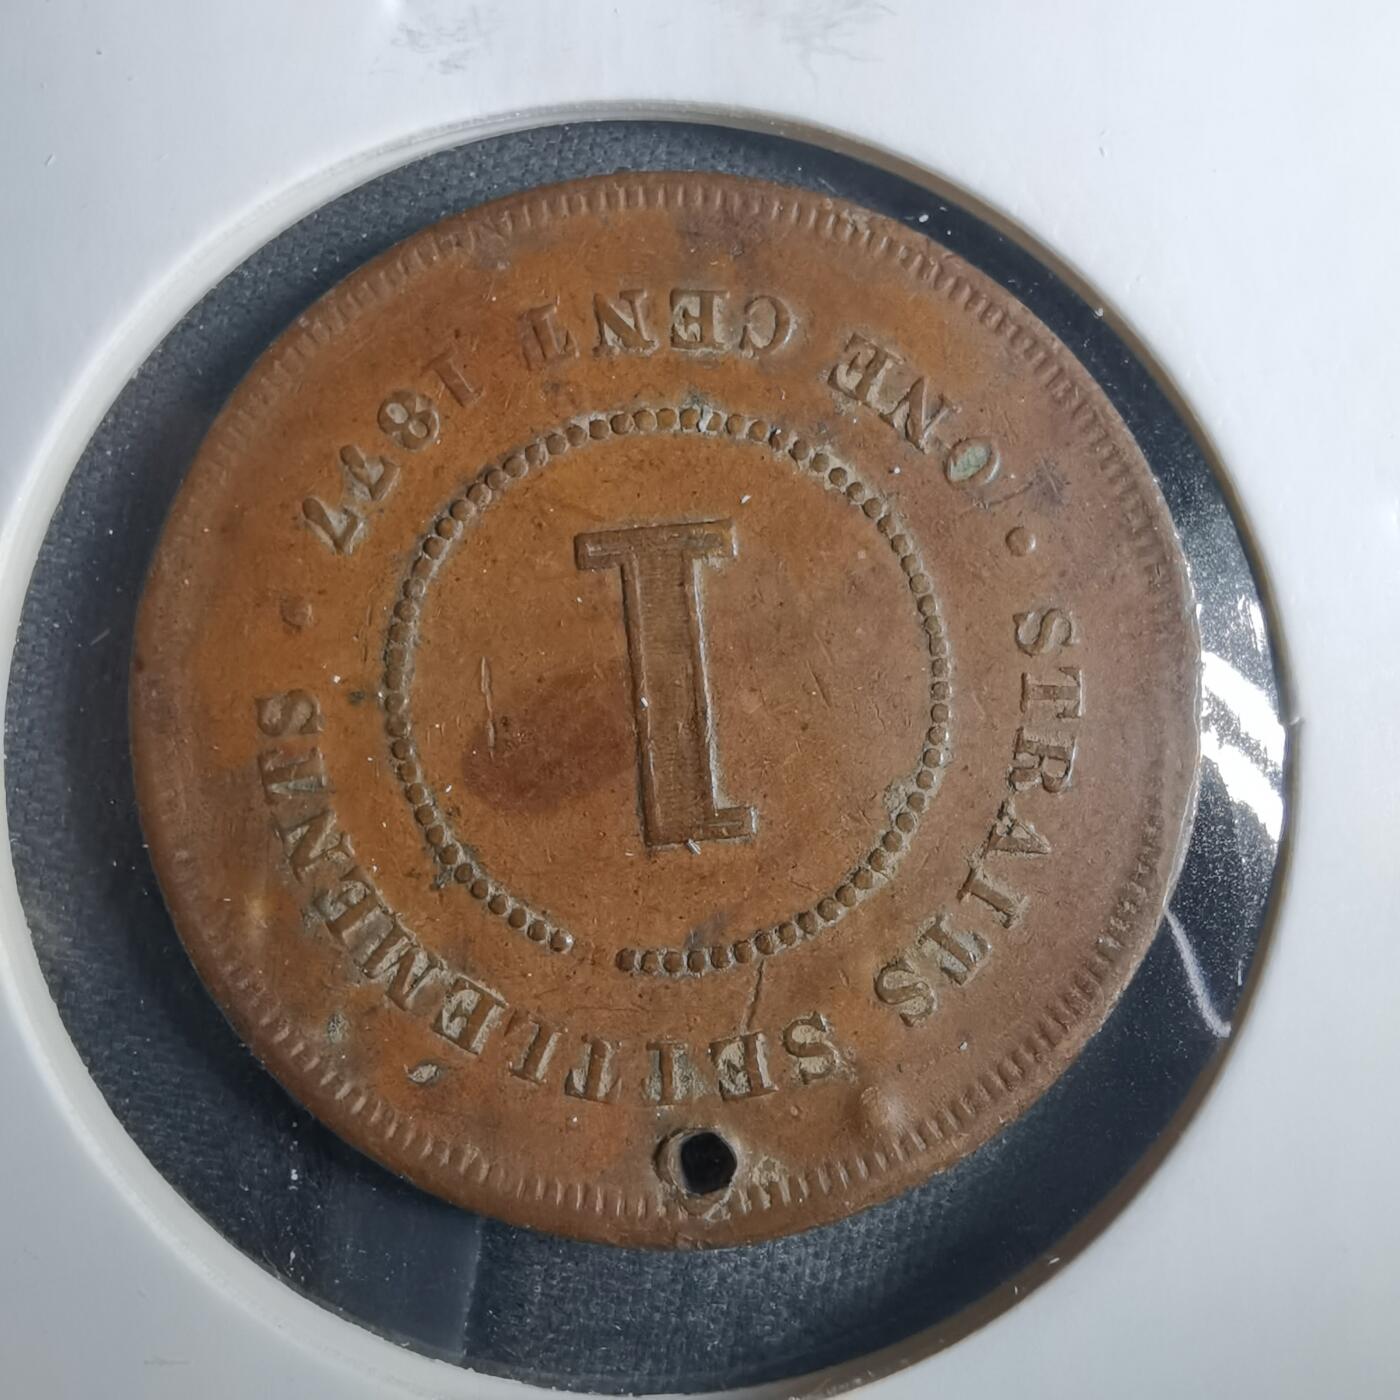 STRAITS SETTLEMENTS
1
ONE CENT 1877